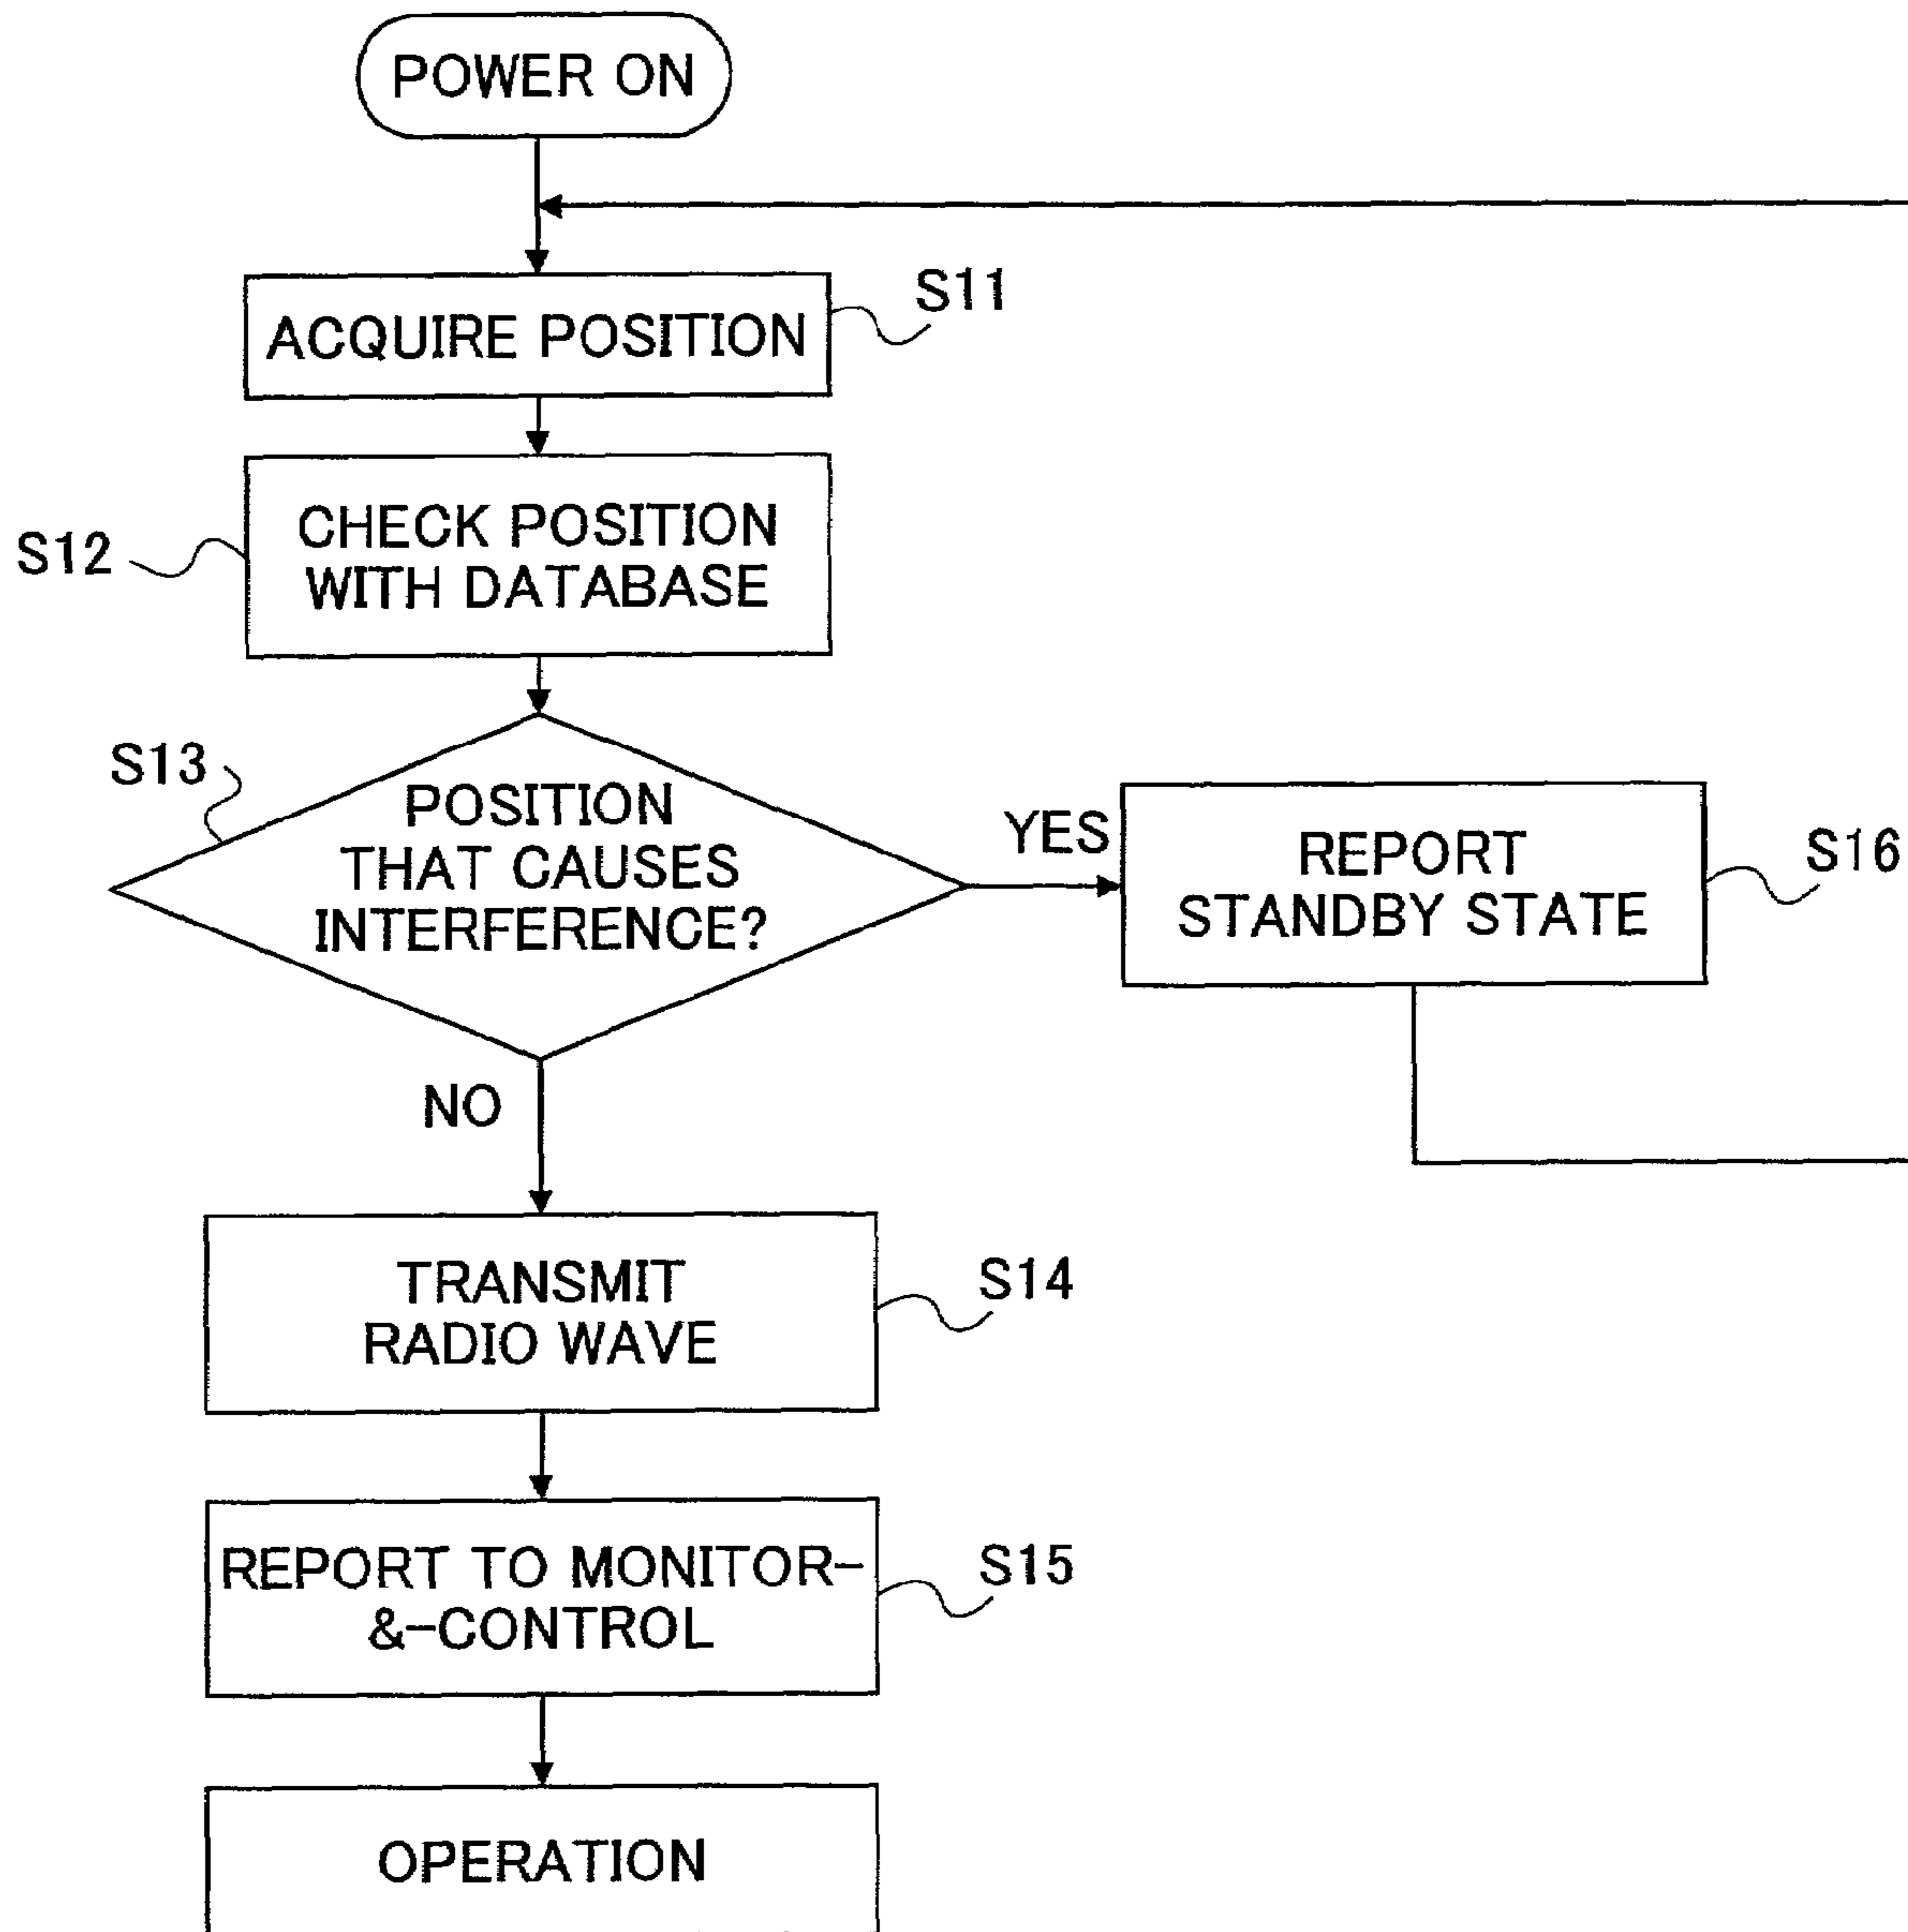 POWER ON
S11
ACQUIRE POSITION
S12
CHECK POSITION
WITH DATABASE
S13
POSITION
THAT CAUSES
INTERFERENCE?
YES
REPORT
STANDBY STATE
S16
NO
TRANSMIT
RADIO WAVE
S14
REPORT TO MONITOR-
&-CONTROL
S15
OPERATION